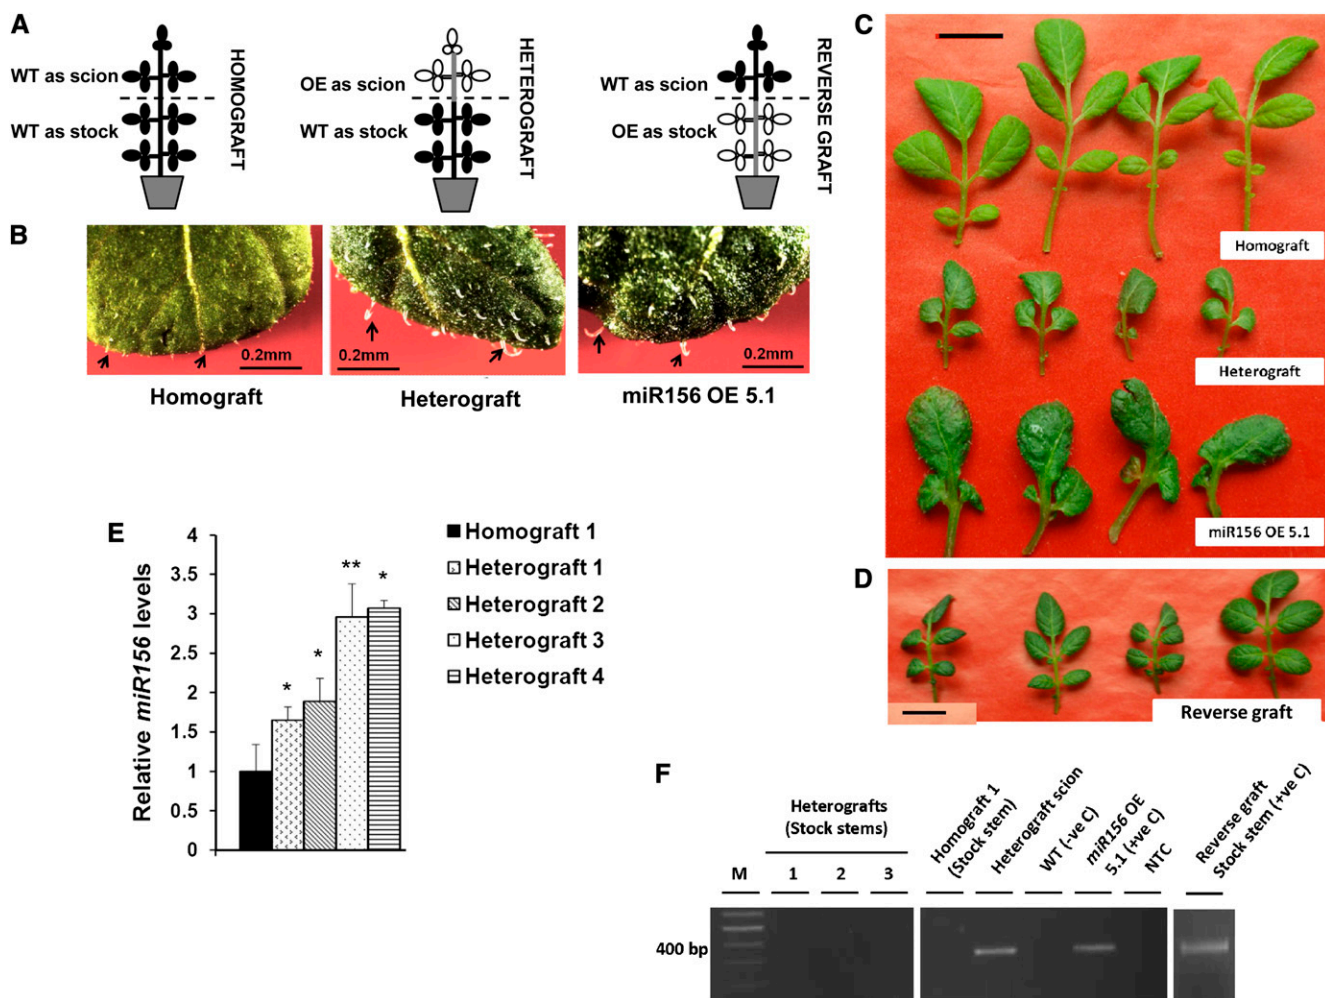 A
WT as scion
WT as stock
HOMOGRAFT
OE as scion
WT as stock
HETEROGRAFT
WT as scion
OE as stock
REVERSE GRAFT
B
0.2mm
0.2mm
0.2mm
Homograft
Heterograft
miR156 OE 5.1
C
Homograft
Heterograft
miR156 OE 5.1
D
Reverse graft
E
Relative miR156 levels
4
3.5
3
2.5
2
1.5
1
0.5
0
*
*
**
*
Homograft 1
Heterograft 1
Heterograft 2
Heterograft 3
Heterograft 4
F
Heterografts
(Stock stems)
M
1
2
3
Homograft 1
(Stock stem)
Heterograft scion
WT (-ve C)
miR156 OE
5.1 (+ve C)
NTC
Reverse graft
Stock stem (+ve C)
400 bp